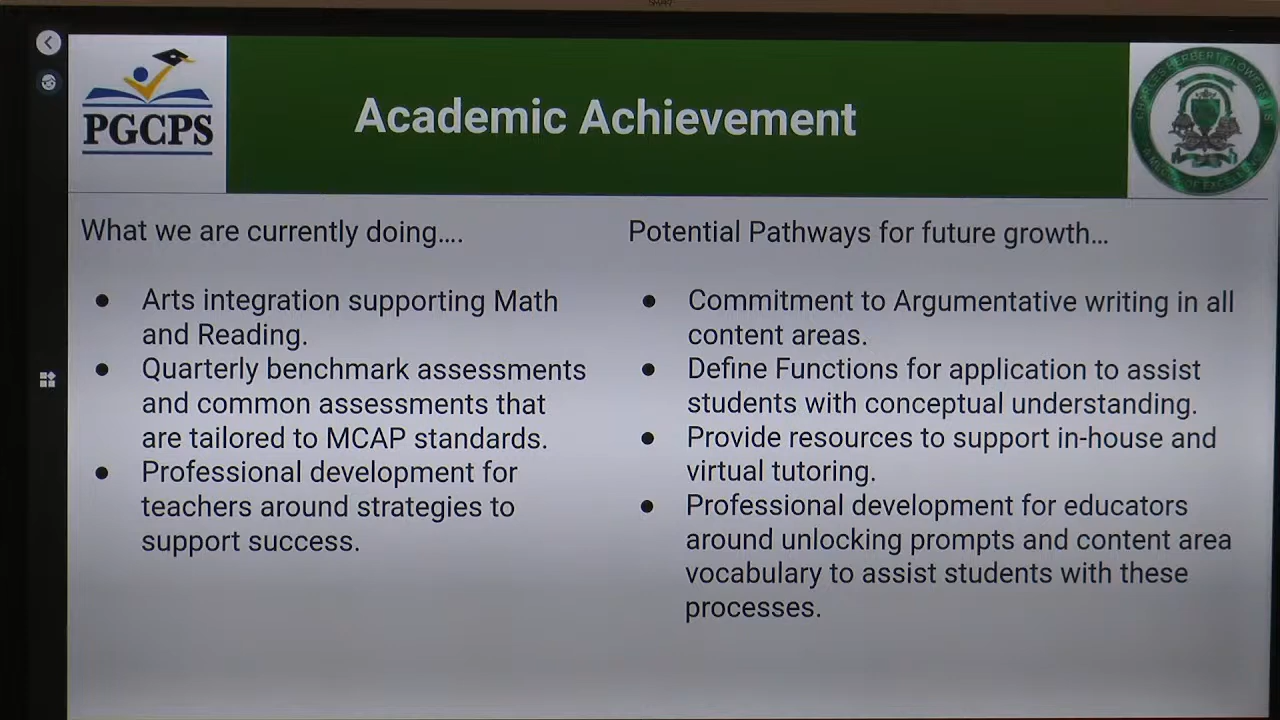 SMART
PGCPS
Academic Achievement
CHARLES HERBERT FLOWERS H.S.
What we are currently doing....
● Arts integration supporting Math
and Reading.
● Quarterly benchmark assessments
and common assessments that
are tailored to MCAP standards.
● Professional development for
teachers around strategies to
support success.
Potential Pathways for future growth...
● Commitment to Argumentative writing in all
content areas.
● Define Functions for application to assist
students with conceptual understanding.
● Provide resources to support in-house and
virtual tutoring.
● Professional development for educators
around unlocking prompts and content area
vocabulary to assist students with these
processes.